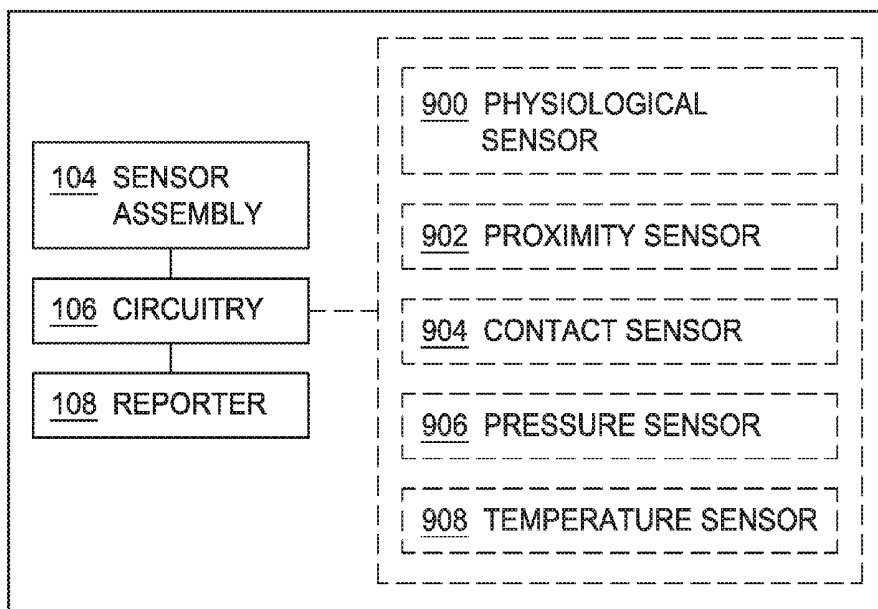 104 SENSOR
ASSEMBLY
106 CIRCUITRY
108 REPORTER
900 PHYSIOLOGICAL
SENSOR
902 PROXIMITY SENSOR
904 CONTACT SENSOR
906 PRESSURE SENSOR
908 TEMPERATURE SENSOR